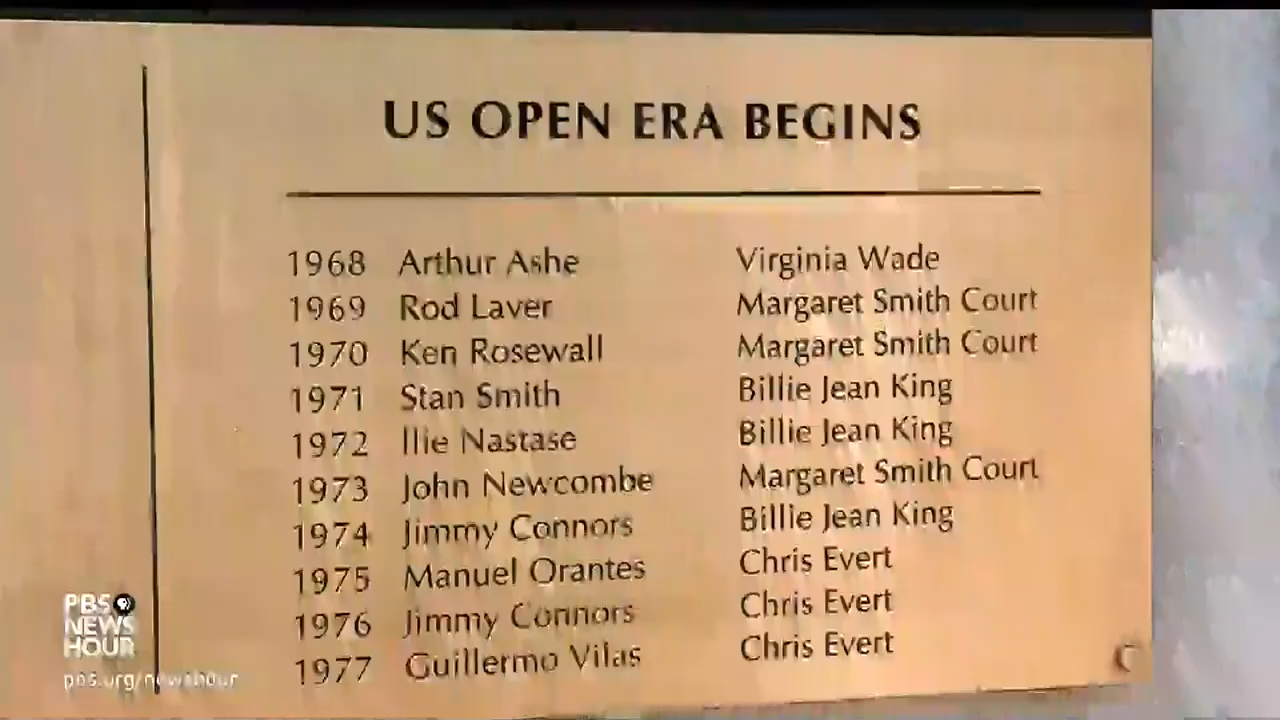 US OPEN ERA BEGINS
1968 Arthur Ashe Virginia Wade
1969 Rod Laver Margaret Smith Court
1970 Ken Rosewall Margaret Smith Court
1971 Stan Smith Billie Jean King
1972 Ilie Nastase Billie Jean King
1973 John Newcombe Margaret Smith Court
1974 Jimmy Connors Billie Jean King
1975 Manuel Orantes Chris Evert
1976 Jimmy Connors Chris Evert
1977 Guillermo Vilas Chris Evert
C
PBS
NEWS
HOUR
pbs.org/newshour